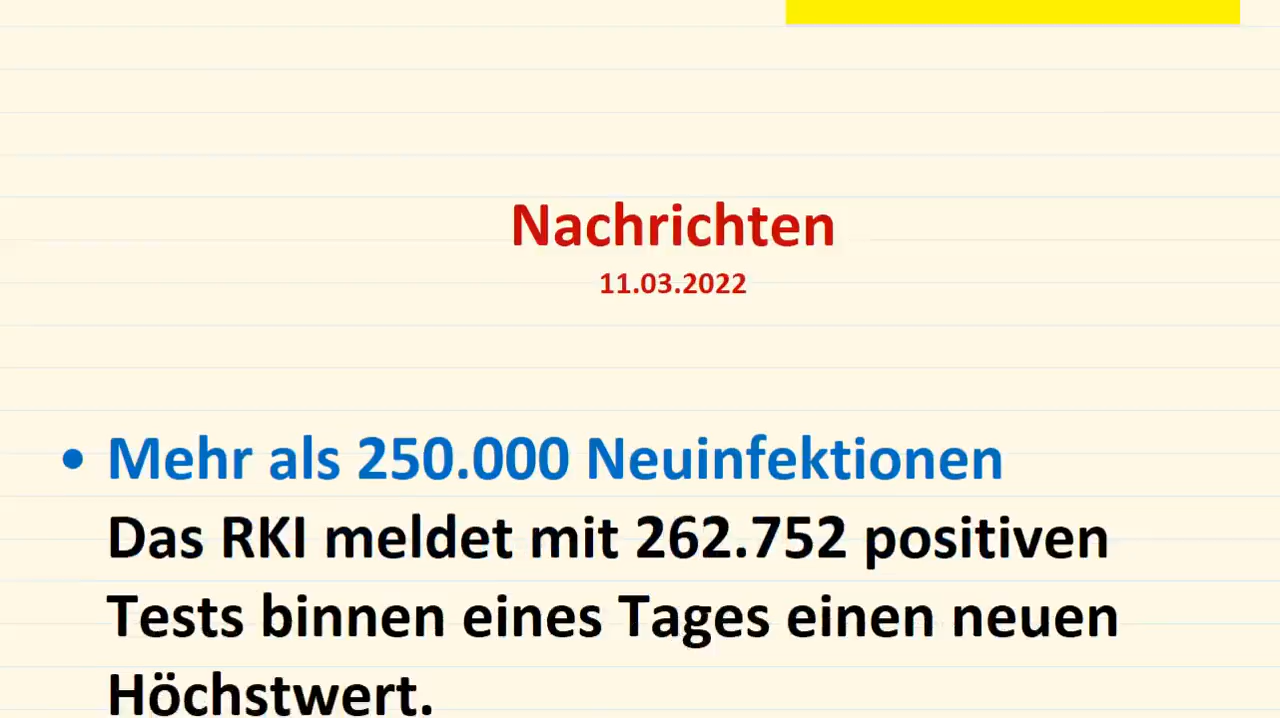 Nachrichten
11.03.2022
• Mehr als 250.000 Neuinfektionen
Das RKI meldet mit 262.752 positiven
Tests binnen eines Tages einen neuen
Höchstwert.